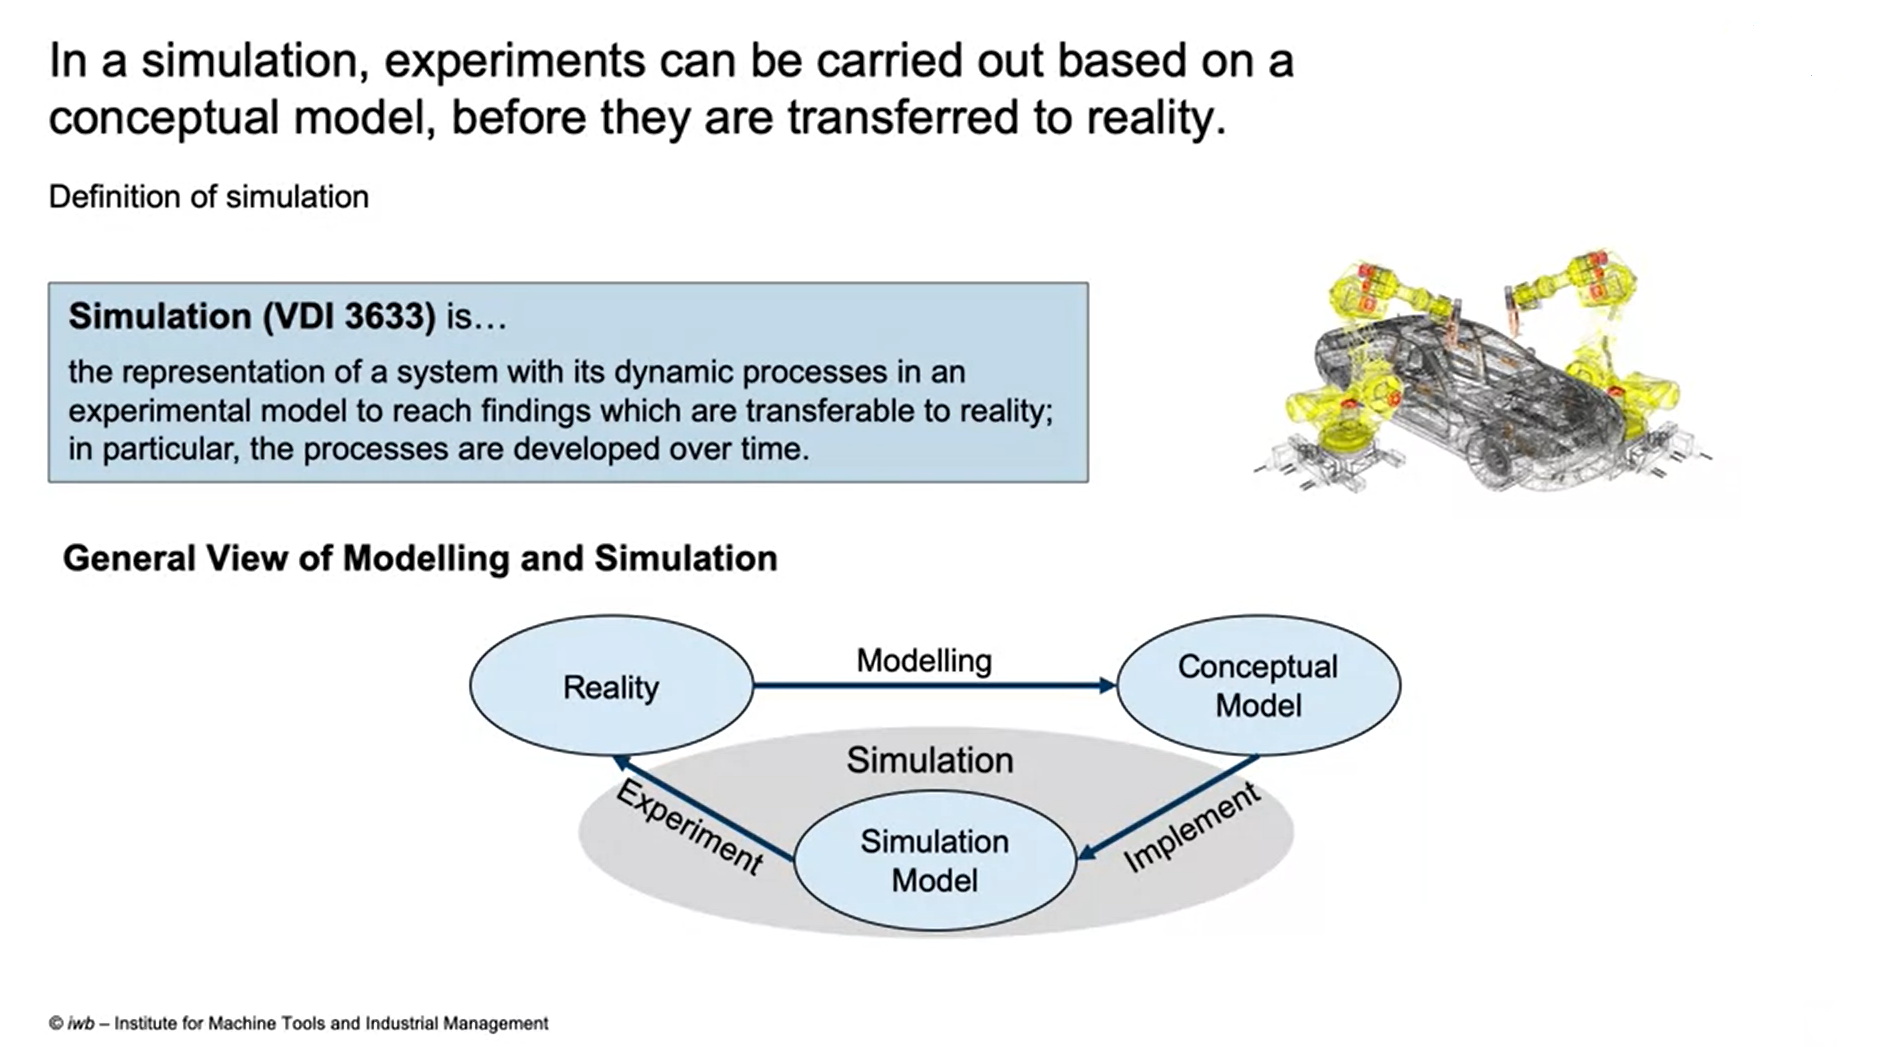 In a simulation, experiments can be carried out based on a
conceptual model, before they are transferred to reality.
Definition of simulation
Simulation (VDI 3633) is…
the representation of a system with its dynamic processes in an
experimental model to reach findings which are transferable to reality;
in particular, the processes are developed over time.
General View of Modelling and Simulation
Reality
Modelling
Conceptual
Model
Simulation
Experiment
Simulation
Model
Implement
© iwb – Institute for Machine Tools and Industrial Management